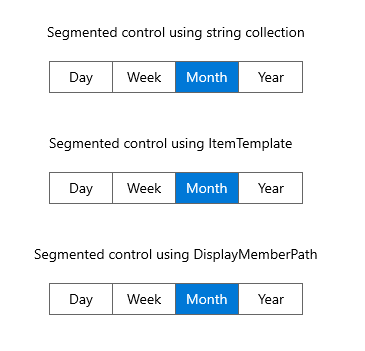 Segmented control using string collection
Day Week Month Year
Segmented control using ItemTemplate
Day Week Month Year
Segmented control using DisplayMemberPath
Day Week Month Year